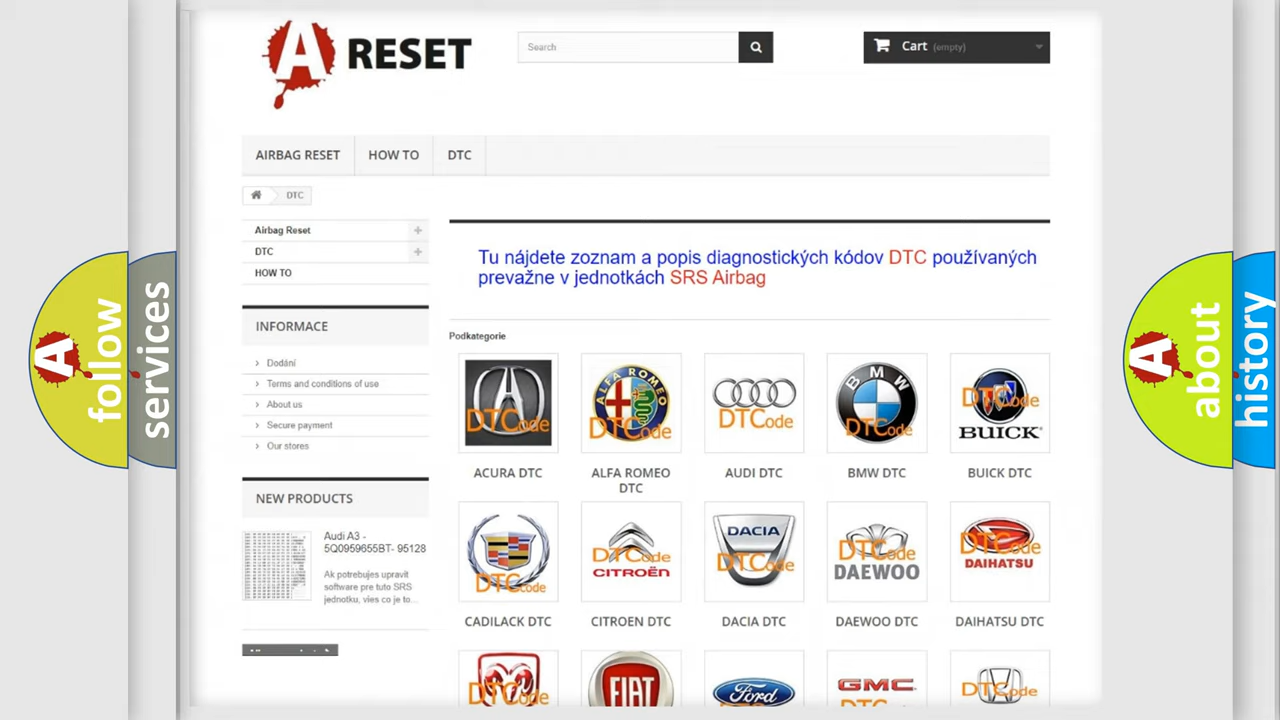 A RESET
Search
Cart (empty)
AIRBAG RESET
HOW TO
DTC
DTC
Airbag Reset
DTC
HOW TO
Tu nájdete zoznam a popis diagnostických kódov DTC používaných
prevažne v jednotkách SRS Airbag
INFORMACE
Dodání
Terms and conditions of use
About us
Secure payment
Our stores
NEW PRODUCTS
Audi A3 -
5Q0959655BT- 95128
Ak potrebujes upravit
software pre tuto SRS
jednotku, vies co je to...
Podkategorie
DTCode
ALFA ROMEO
DTCode
DTCode
BMW
DTCode
DTCode
BUICK
ACURA DTC
ALFA ROMEO
DTC
AUDI DTC
BMW DTC
BUICK DTC
DTCode
DTCode
CITROËN
DACIA
DTCode
DTCode
DAEWOO
DTCode
DAIHATSU
CADILACK DTC
CITROEN DTC
DACIA DTC
DAEWOO DTC
DAIHATSU DTC
DTCode
FIAT
Ford
GMC
DTCode
A follow
services
A about
history